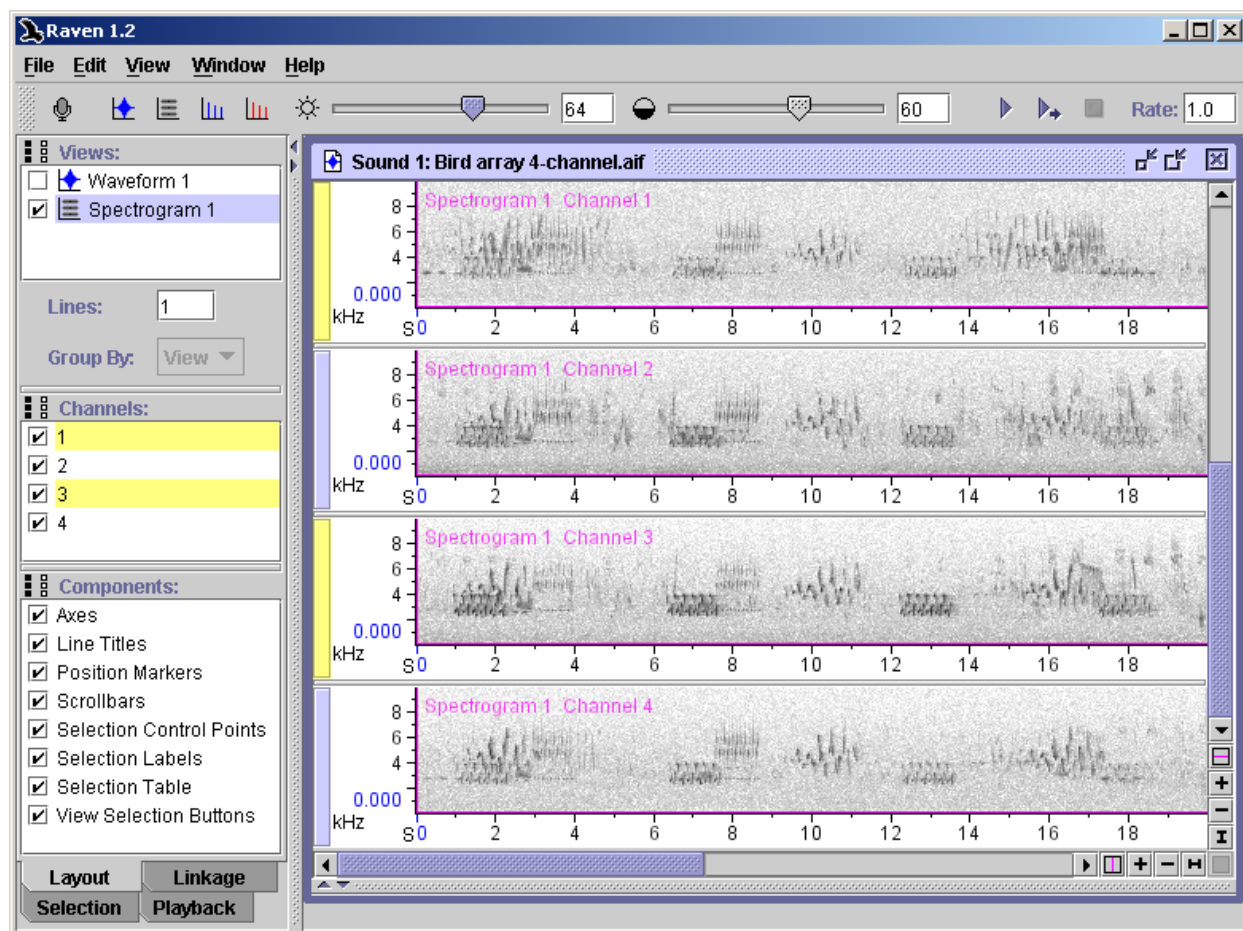 Raven 1.2
File Edit View Window Help
64 60 Rate: 1.0
Views:
Waveform 1
Spectrogram 1
Lines: 1
Group By: View
Channels:
1
2
3
4
Components:
Axes
Line Titles
Position Markers
Scrollbars
Selection Control Points
Selection Labels
Selection Table
View Selection Buttons
Layout Linkage
Selection Playback
Sound 1: Bird array 4-channel.aif
Spectrogram 1 Channel 1
8
6
4
0.000
kHz
S 0 2 4 6 8 10 12 14 16 18
Spectrogram 1 Channel 2
8
6
4
0.000
kHz
S 0 2 4 6 8 10 12 14 16 18
Spectrogram 1 Channel 3
8
6
4
0.000
kHz
S 0 2 4 6 8 10 12 14 16 18
Spectrogram 1 Channel 4
8
6
4
0.000
kHz
S 0 2 4 6 8 10 12 14 16 18